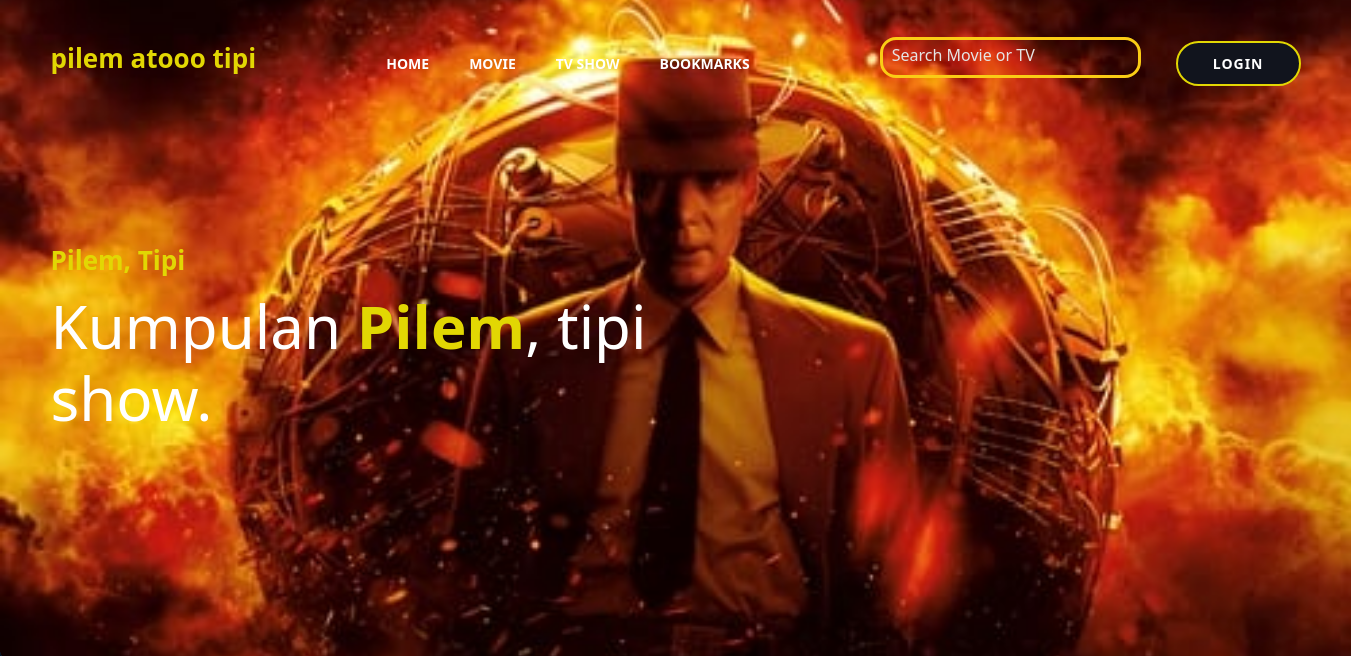 pilem atooo tipi
HOME MOVIE TV SHOW BOOKMARKS
Search Movie or TV
LOGIN
Pilem, Tipi
Kumpulan Pilem, tipi
show.